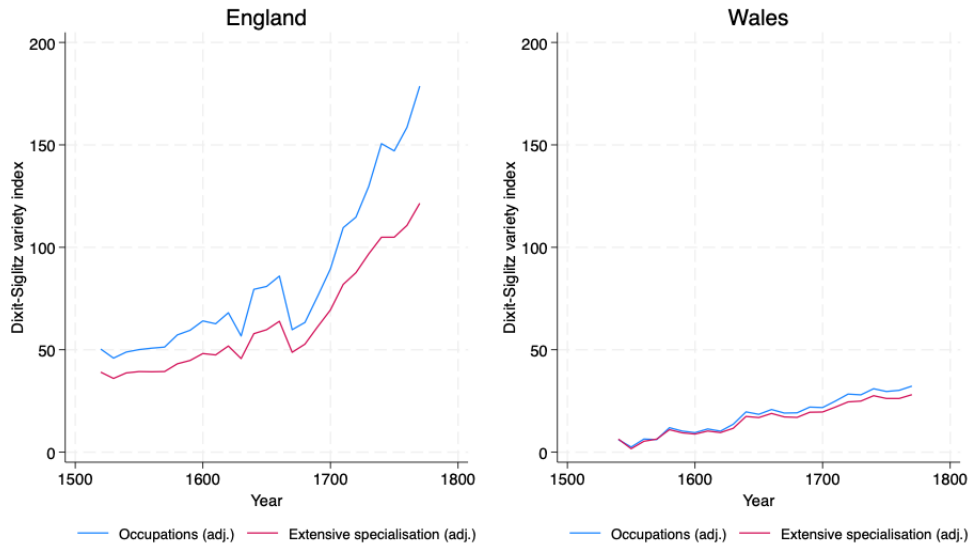 England
Dixit-Siglitz variety index
200
150
100
50
0
1500 1600 1700 1800
Year
Occupations (adj.) Extensive specialisation (adj.)
Wales
Dixit-Siglitz variety index
200
150
100
50
0
1500 1600 1700 1800
Year
Occupations (adj.) Extensive specialisation (adj.)